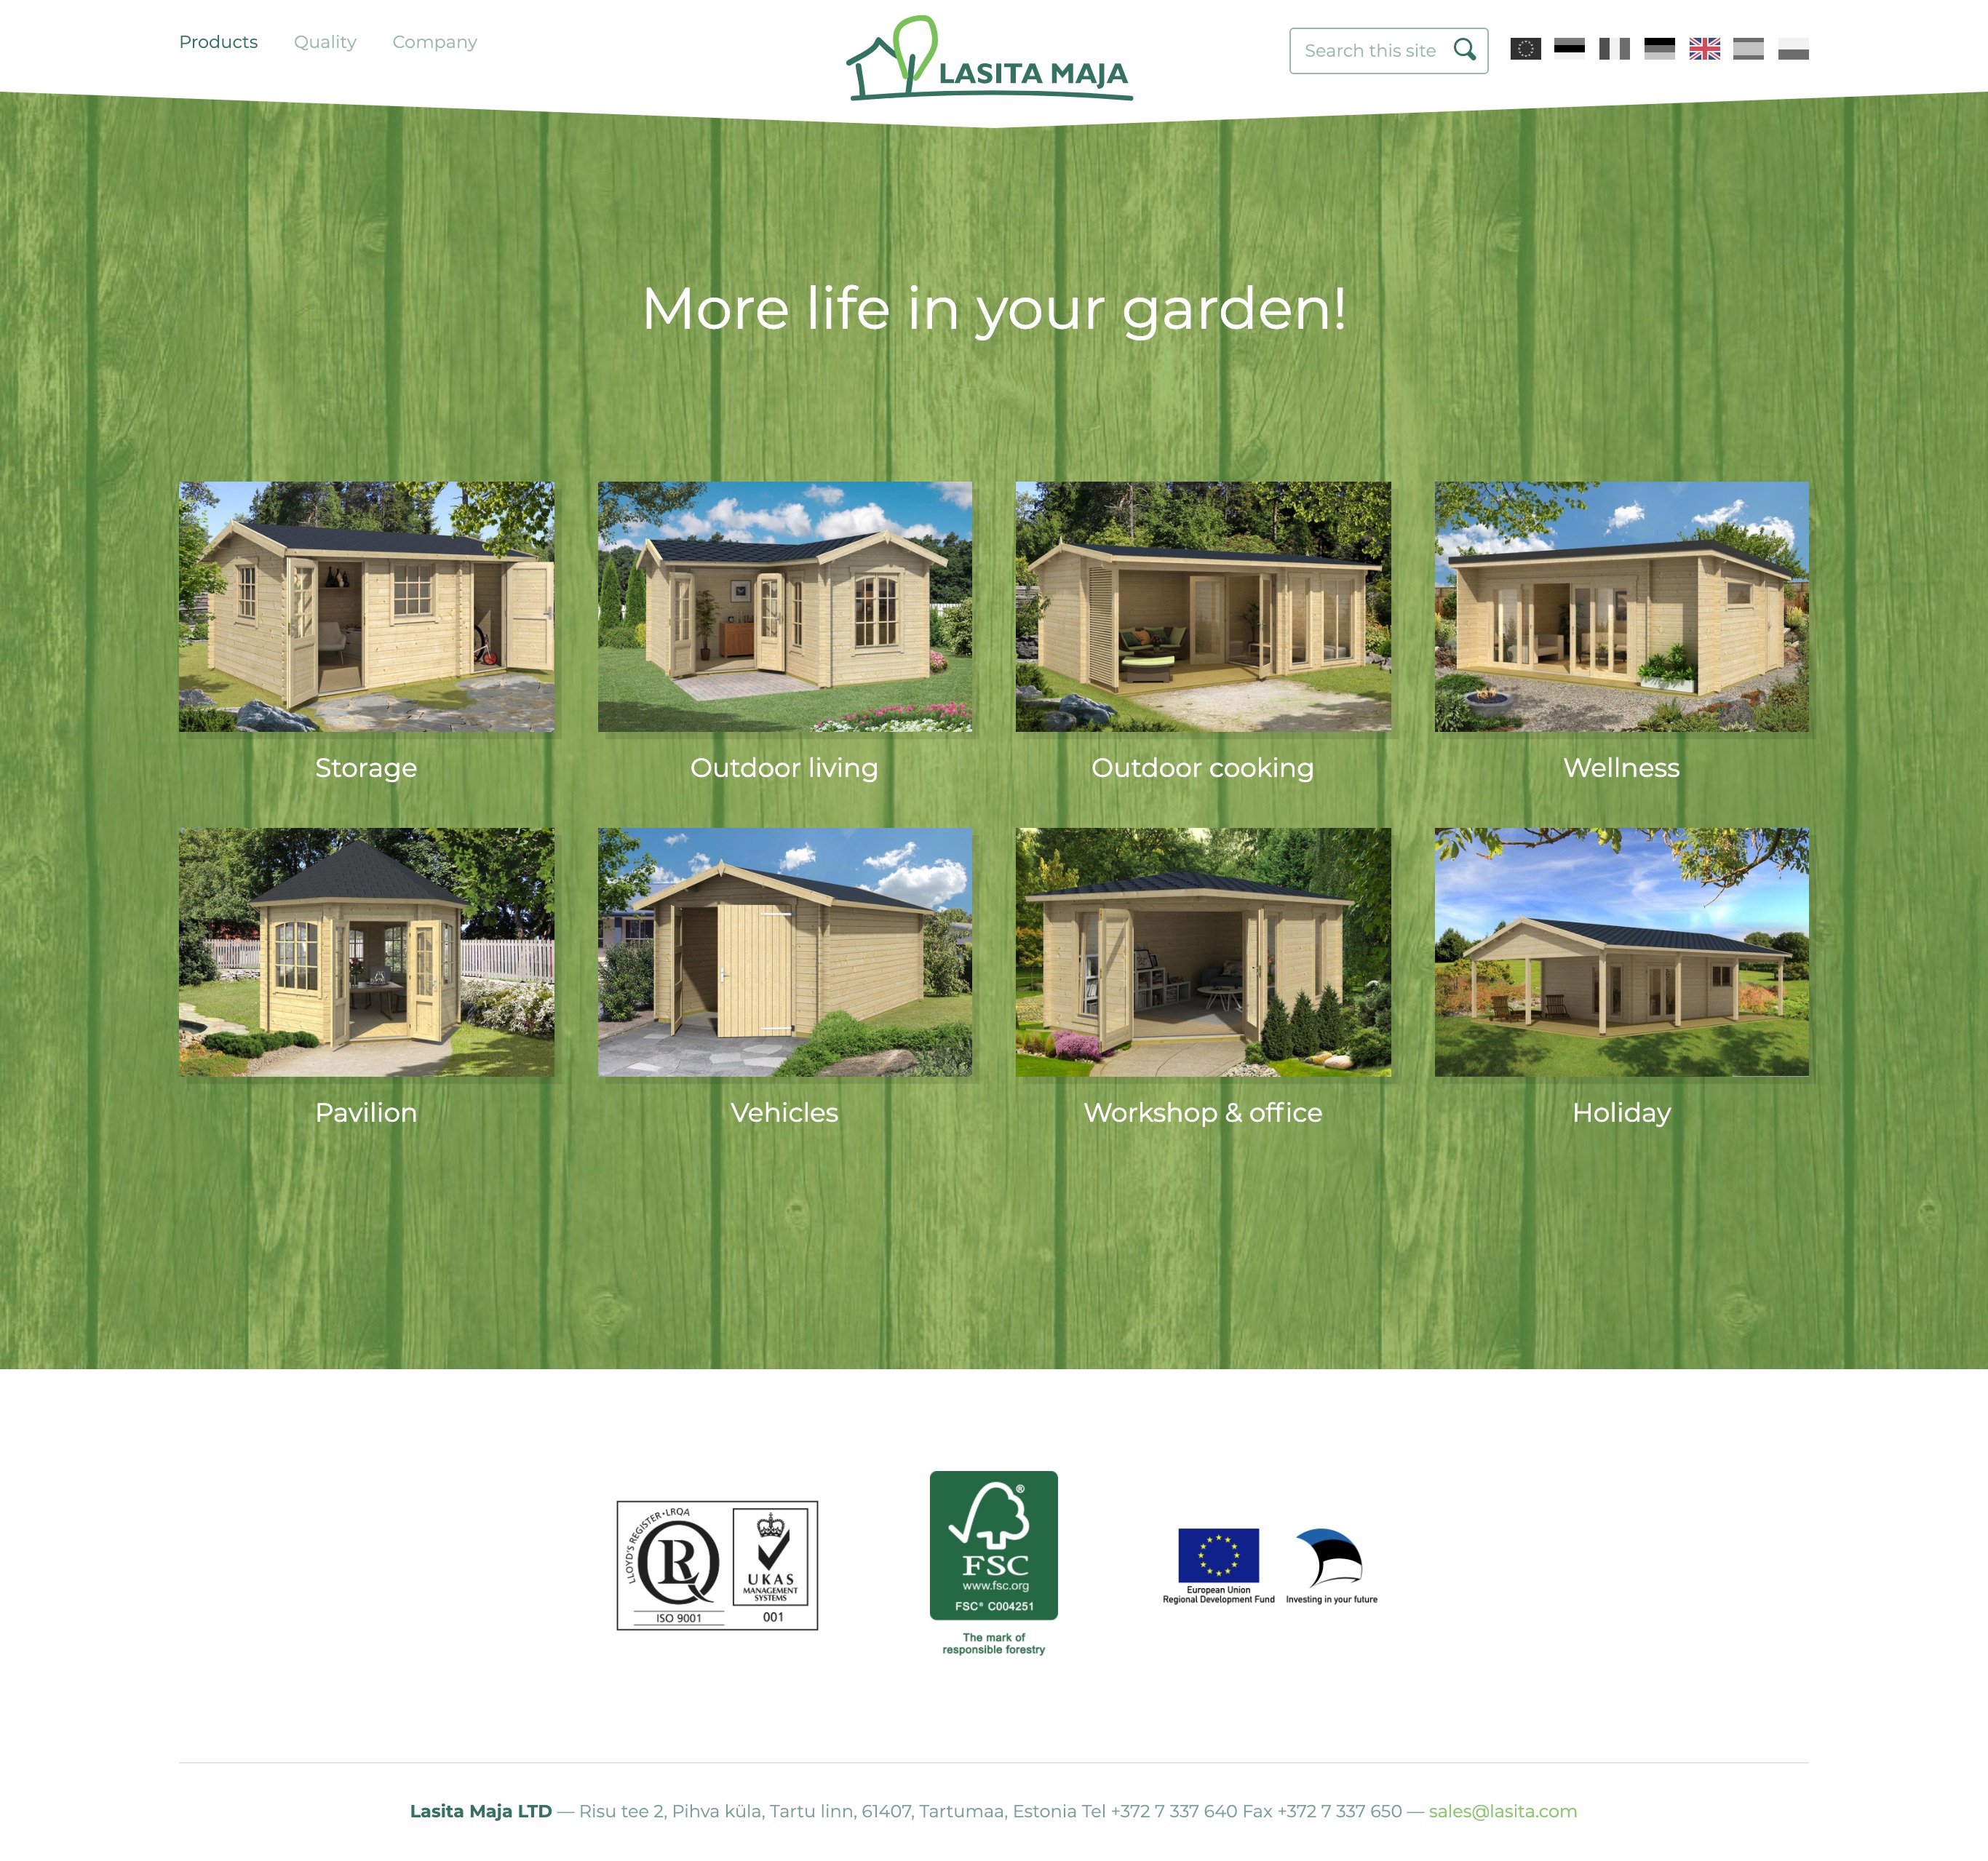 Products Quality Company
LASITA MAJA
Search this site
More life in your garden!
Storage Outdoor living Outdoor cooking Wellness
Pavilion Vehicles Workshop & office Holiday
LLOYD'S REGISTER • LRQA
LRQ
ISO 9001
UKAS
MANAGEMENT
SYSTEMS
001
®
FSC
www.fsc.org
FSC® C004251
The mark of
responsible forestry
European Union
Regional Development Fund
Investing in your future
Lasita Maja LTD — Risu tee 2, Pihva küla, Tartu linn, 61407, Tartumaa, Estonia Tel +372 7 337 640 Fax +372 7 337 650 — sales@lasita.com